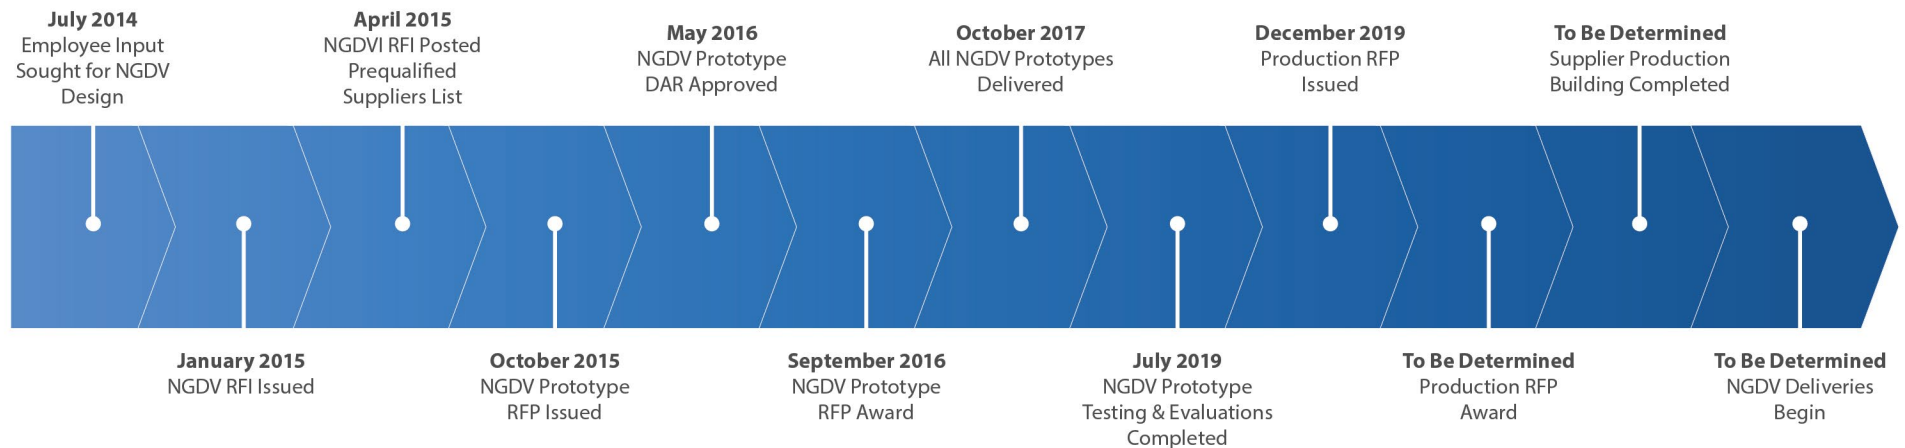 July 2014
Employee Input
Sought for NGDV
Design
January 2015
NGDV RFI Issued
April 2015
NGDVI RFI Posted
Prequalified
Suppliers List
October 2015
NGDV Prototype
RFP Issued
May 2016
NGDV Prototype
DAR Approved
September 2016
NGDV Prototype
RFP Award
October 2017
All NGDV Prototypes
Delivered
July 2019
NGDV Prototype
Testing & Evaluations
Completed
December 2019
Production RFP
Issued
To Be Determined
Production RFP
Award
To Be Determined
Supplier Production
Building Completed
To Be Determined
NGDV Deliveries
Begin